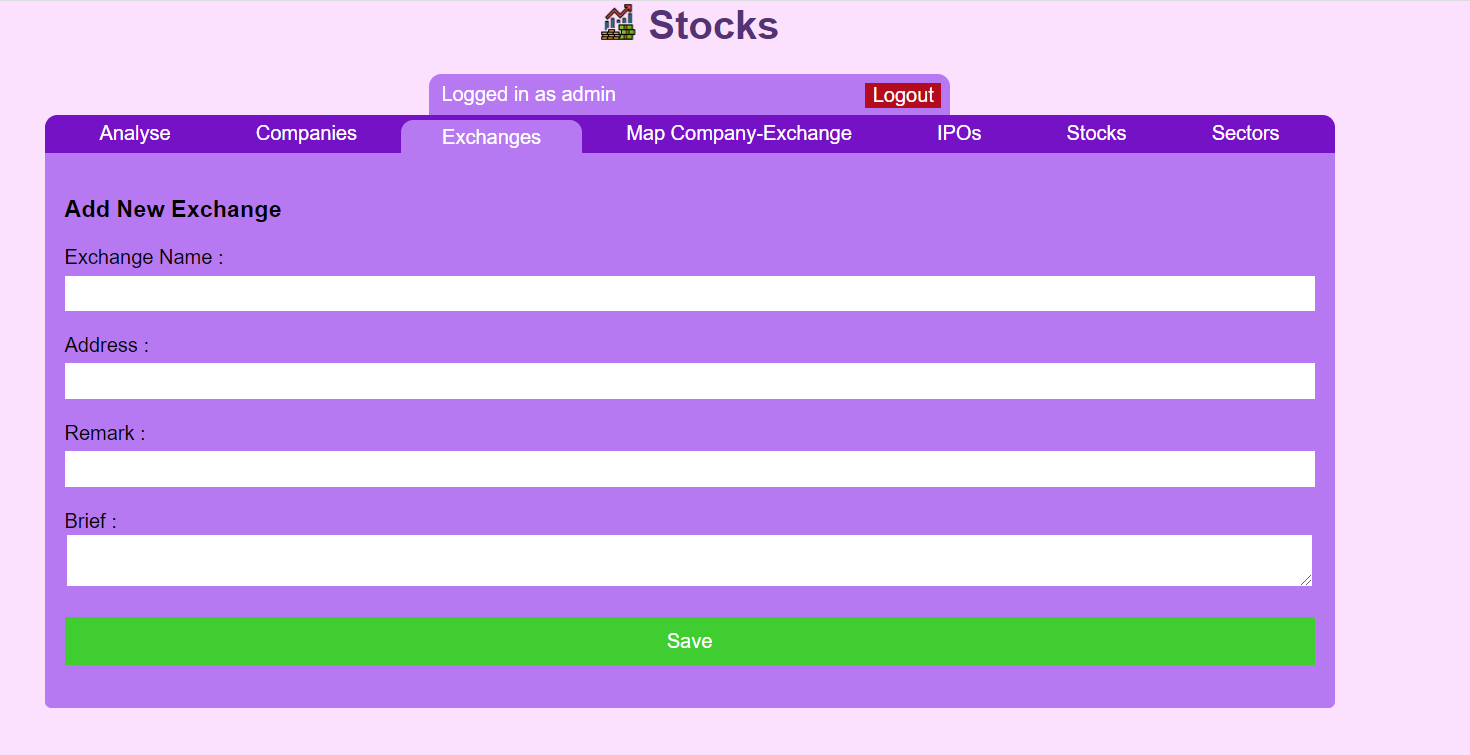 Stocks
Logged in as admin Logout
Analyse Companies Exchanges Map Company-Exchange IPOs Stocks Sectors
Add New Exchange
Exchange Name :
Address :
Remark :
Brief :
Save